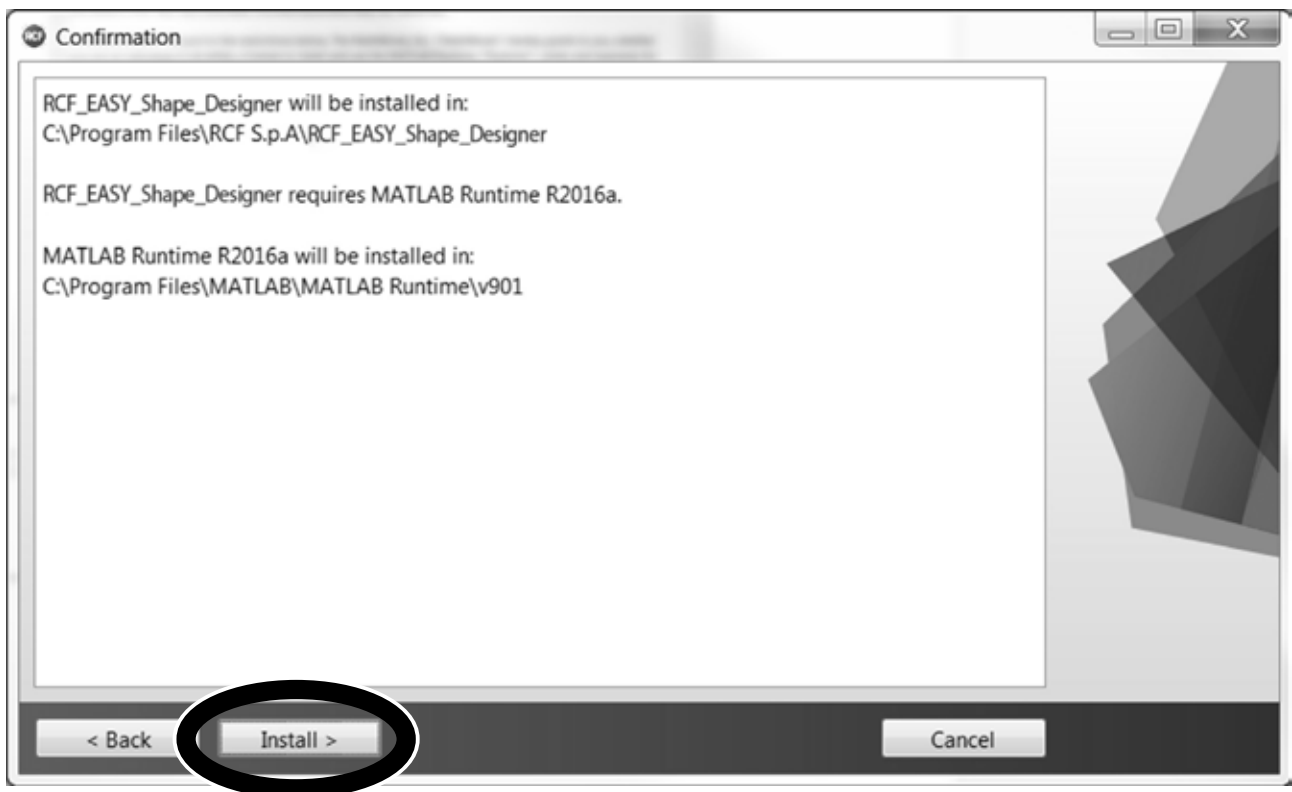 RCF Confirmation
RCF_EASY_Shape_Designer will be installed in:
C:\Program Files\RCF S.p.A\RCF_EASY_Shape_Designer
RCF_EASY_Shape_Designer requires MATLAB Runtime R2016a.
MATLAB Runtime R2016a will be installed in:
C:\Program Files\MATLAB\MATLAB Runtime\v901
< Back Install > Cancel